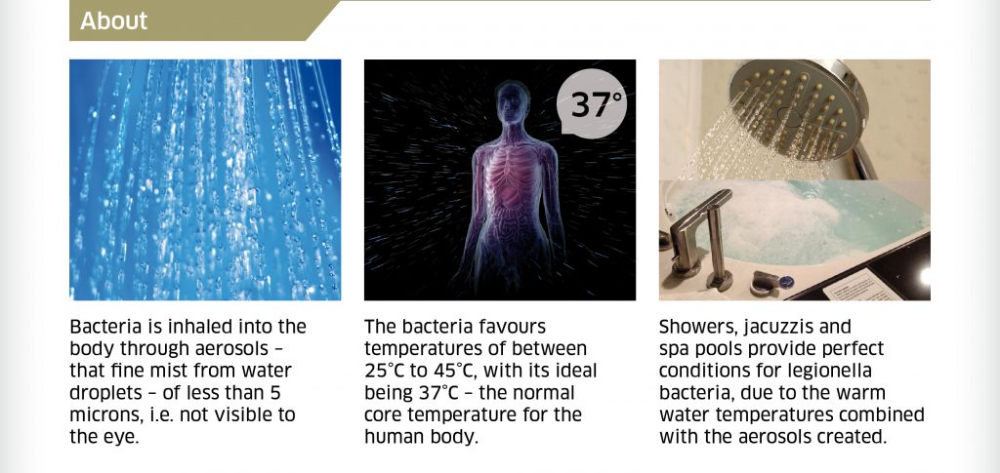 About
37°
Bacteria is inhaled into the
body through aerosols –
that fine mist from water
droplets – of less than 5
microns, i.e. not visible to
the eye.
The bacteria favours
temperatures of between
25°C to 45°C, with its ideal
being 37°C – the normal
core temperature for the
human body.
Showers, jacuzzis and
spa pools provide perfect
conditions for legionella
bacteria, due to the warm
water temperatures combined
with the aerosols created.